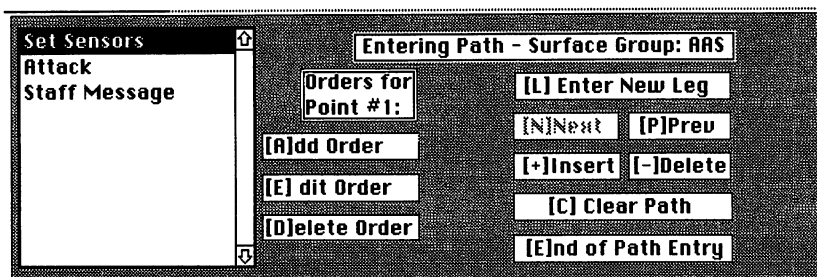 Set Sensors
Attack
Staff Message
Entering Path - Surface Group: AAS
Orders for
Point #1:
[A]dd Order
[E] dit Order
[D]elete Order
[L] Enter New Leg
[N]Next
[P]Prev
[+]Insert
[-]Delete
[C] Clear Path
[E]nd of Path Entry